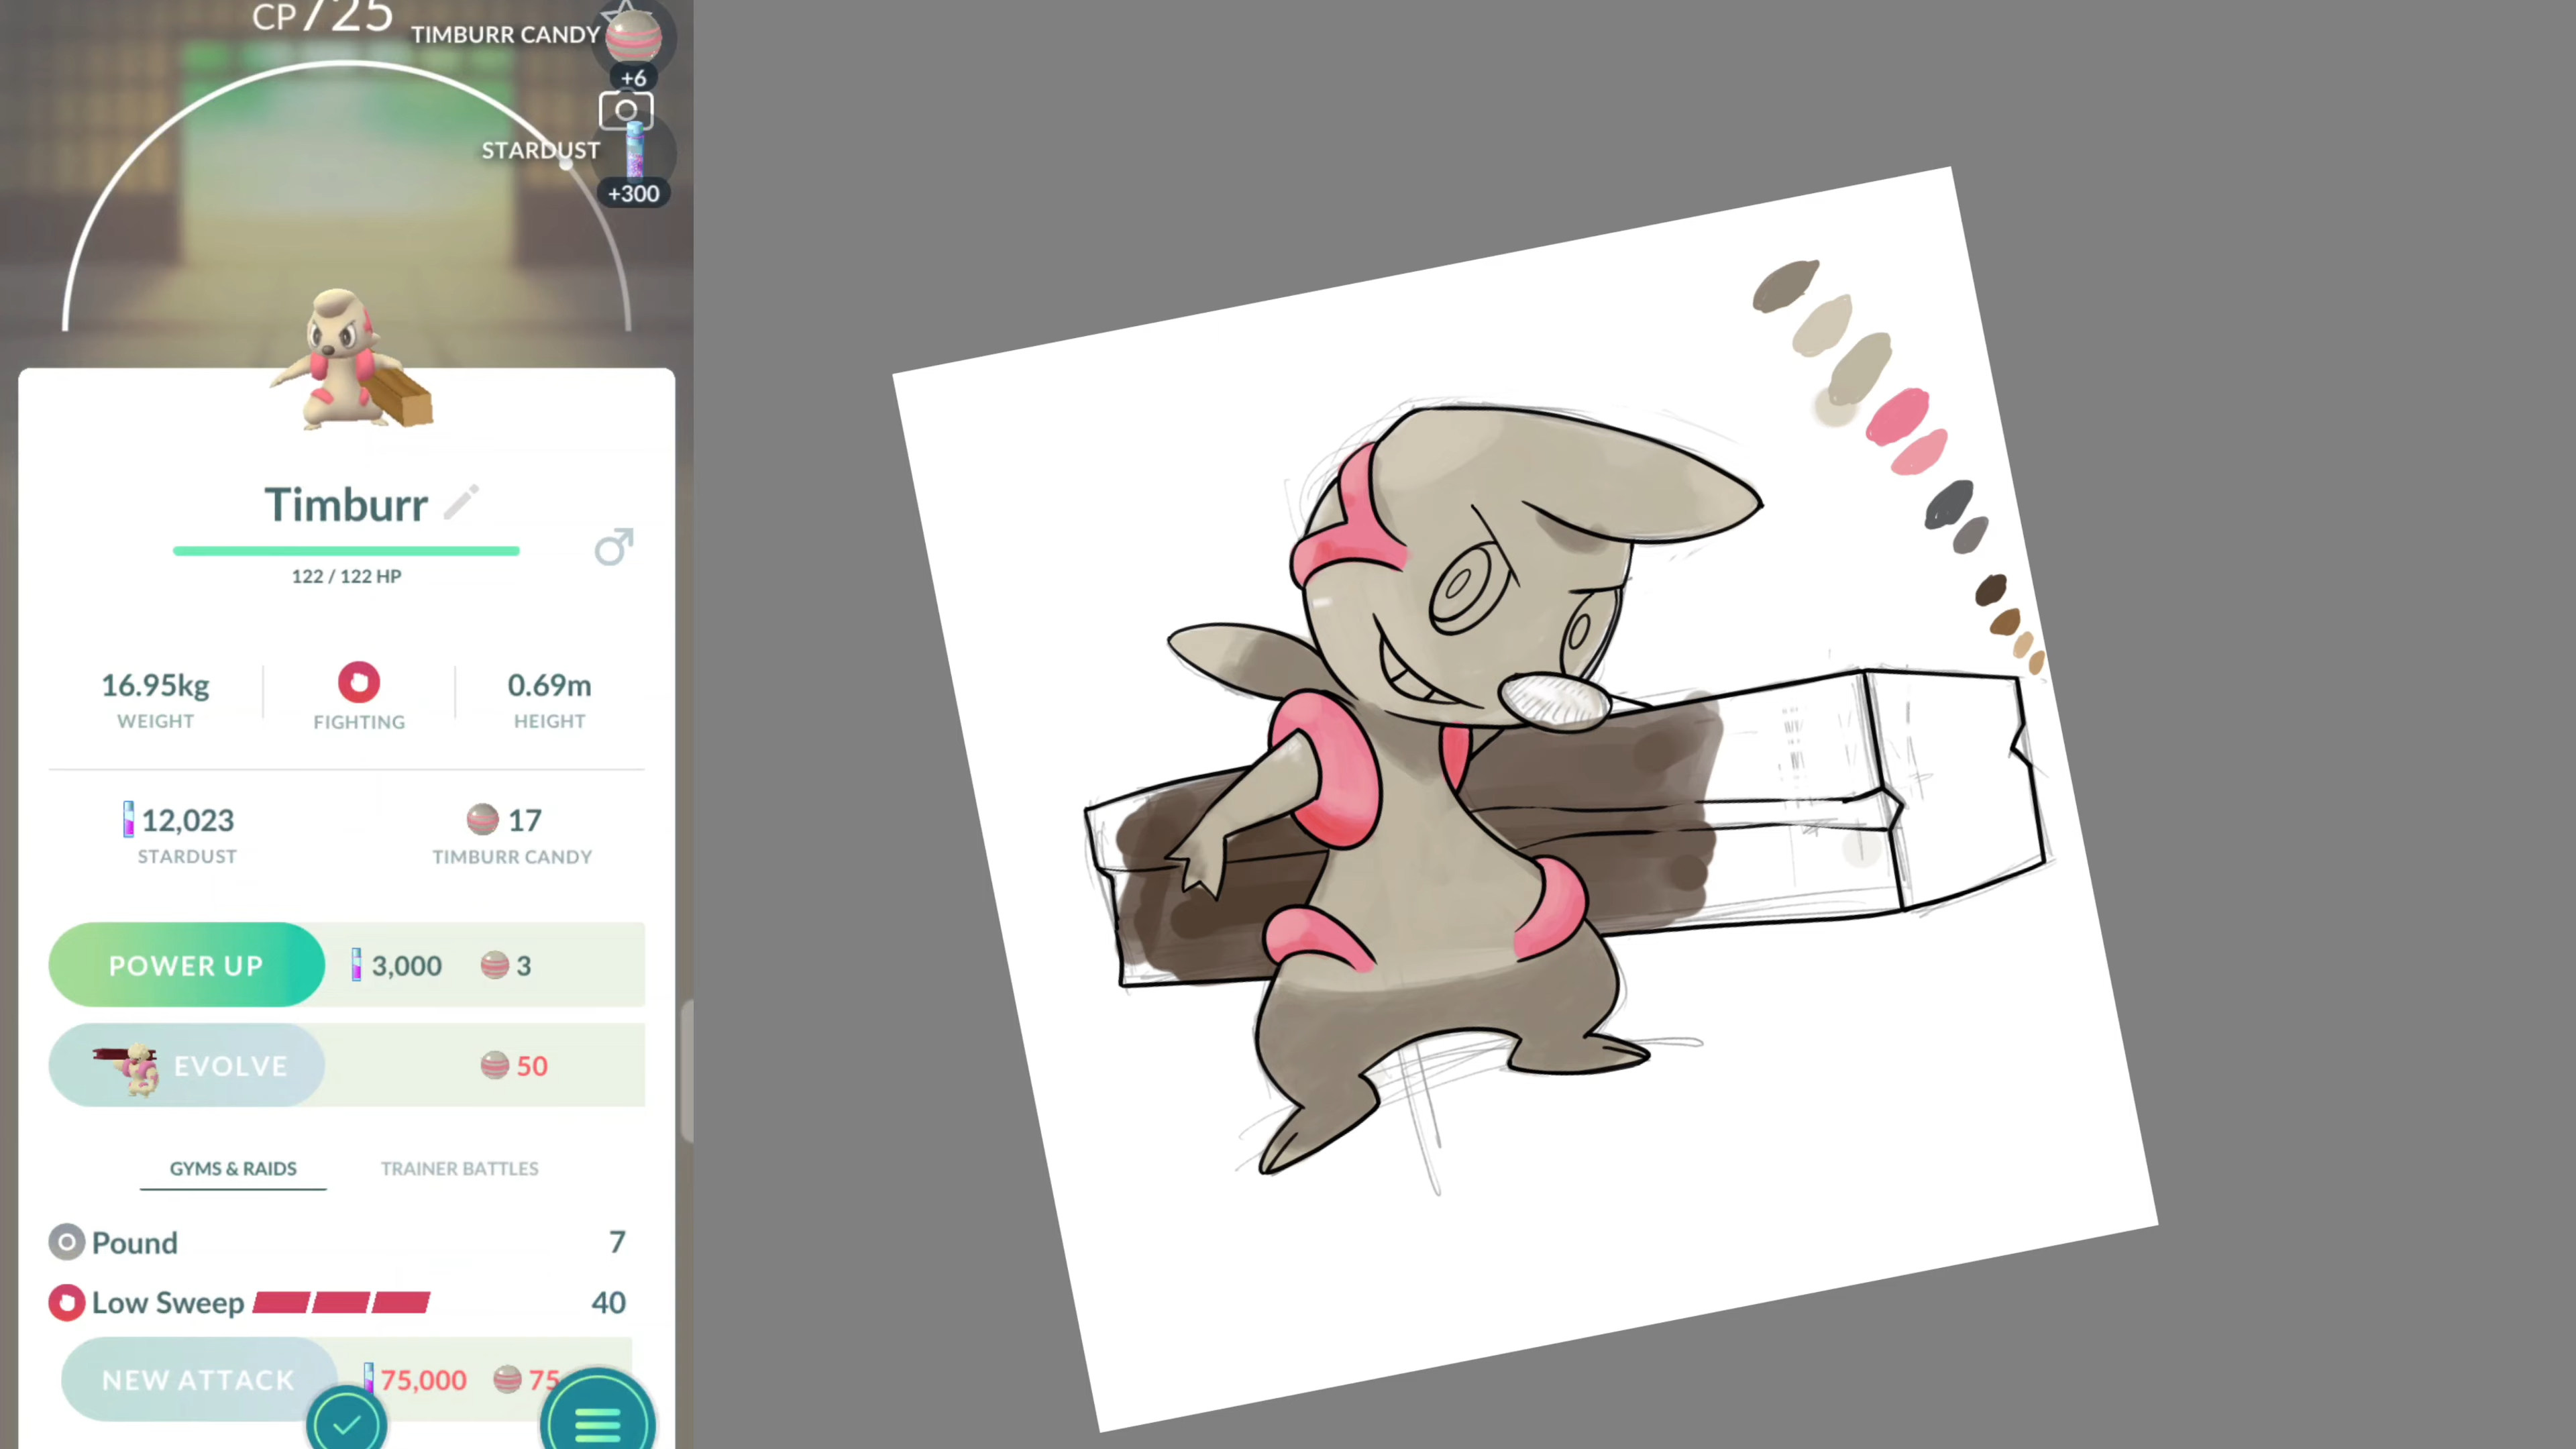 CP725
TIMBURR CANDY
+6
STARDUST
+300
Timburr
122 / 122 HP
16.95kg
WEIGHT
FIGHTING
0.69m
HEIGHT
12,023
STARDUST
17
TIMBURR CANDY
POWER UP 3,000 3
EVOLVE 50
GYMS & RAIDS TRAINER BATTLES
Pound 7
Low Sweep 40
NEW ATTACK 75,000 75